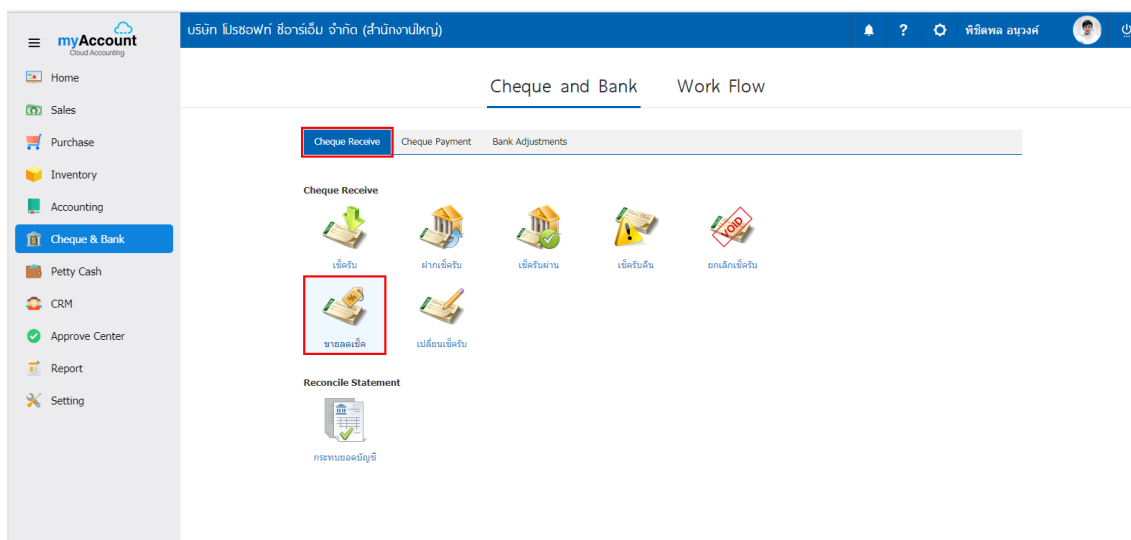 myAccount
Cloud Accounting
บริษัท โปรซอฟท์ ซีอาร์เอ็ม จำกัด (สำนักงานใหญ่)
?
พิชิตพล อนุวงศ์
Home
Sales
Purchase
Inventory
Accounting
Cheque & Bank
Petty Cash
CRM
Approve Center
Report
Setting
Cheque and Bank
Work Flow
Cheque Receive
Cheque Payment
Bank Adjustments
Cheque Receive
VOID
เช็ครับ
ฝากเช็ครับ
เช็ครับผ่าน
เช็ครับคืน
ยกเลิกเช็ครับ
%
ขายลดเช็ค
เปลี่ยนเช็ครับ
Reconcile Statement
กระทบยอดบัญชี